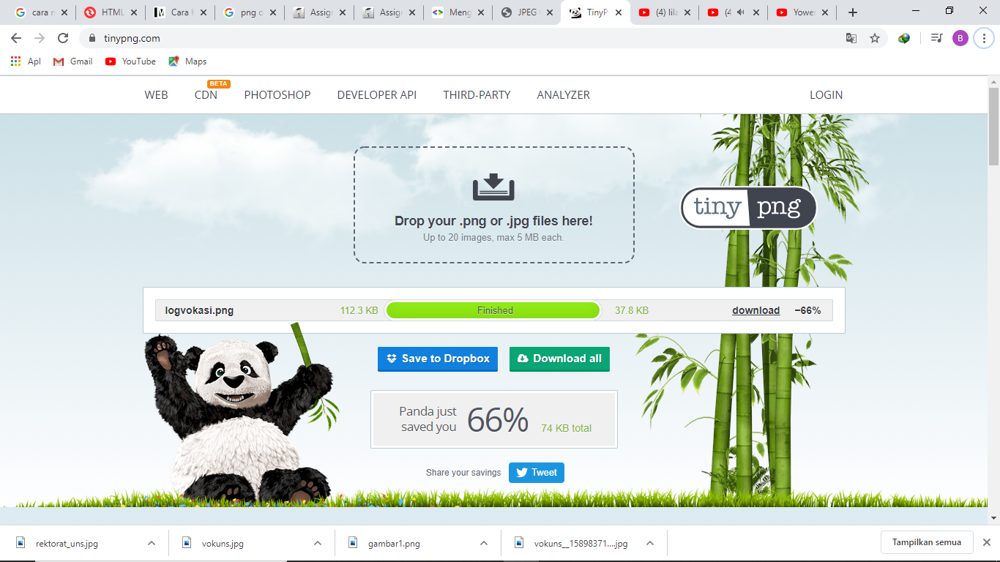 cara n
HTML
Cara
png c
Assig
Assig
Meng
JPEG
TinyP
(4) lil
(4
Yowe
tinypng.com
B
Apl
Gmail
YouTube
Maps
WEB
CDN
BETA
PHOTOSHOP
DEVELOPER API
THIRD-PARTY
ANALYZER
LOGIN
Drop your .png or .jpg files here!
Up to 20 images, max 5 MB each.
tiny png
logvokasi.png 112.3 KB Finished 37.8 KB download −66%
Save to Dropbox
Download all
Panda just
saved you
66%
74 KB total
Share your savings
Tweet
rektorat_uns.jpg
vokuns.jpg
gambar1.png
vokuns__15898371....jpg
Tampilkan semua